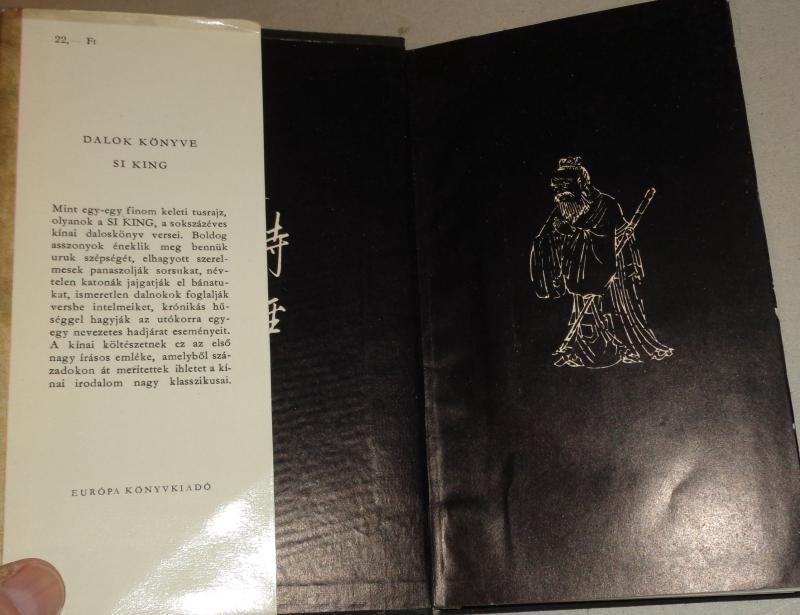 22,— Ft
DALOK KÖNYVE
SI KING
Mint egy-egy finom keleti tusrajz,
olyanok a SI KING, a sokszázéves
kínai daloskönyv versei. Boldog
asszonyok éneklik meg bennük
uruk szépségét, elhagyott szerel-
mesek panaszolják sorsukat, név-
telen katonák jajgatják el bánatu-
kat, ismeretlen dalnokok foglalják
versbe intelmeiket, krónikás hű-
séggel hagyják az utókorra egy-
egy nevezetes hadjárat eseményeit.
A kínai költészetnek ez az első
nagy írásos emléke, amelyből szá-
zadokon át merítettek ihletet a kí-
nai irodalom nagy klasszikusai.
EURÓPA KÖNYVKIADÓ